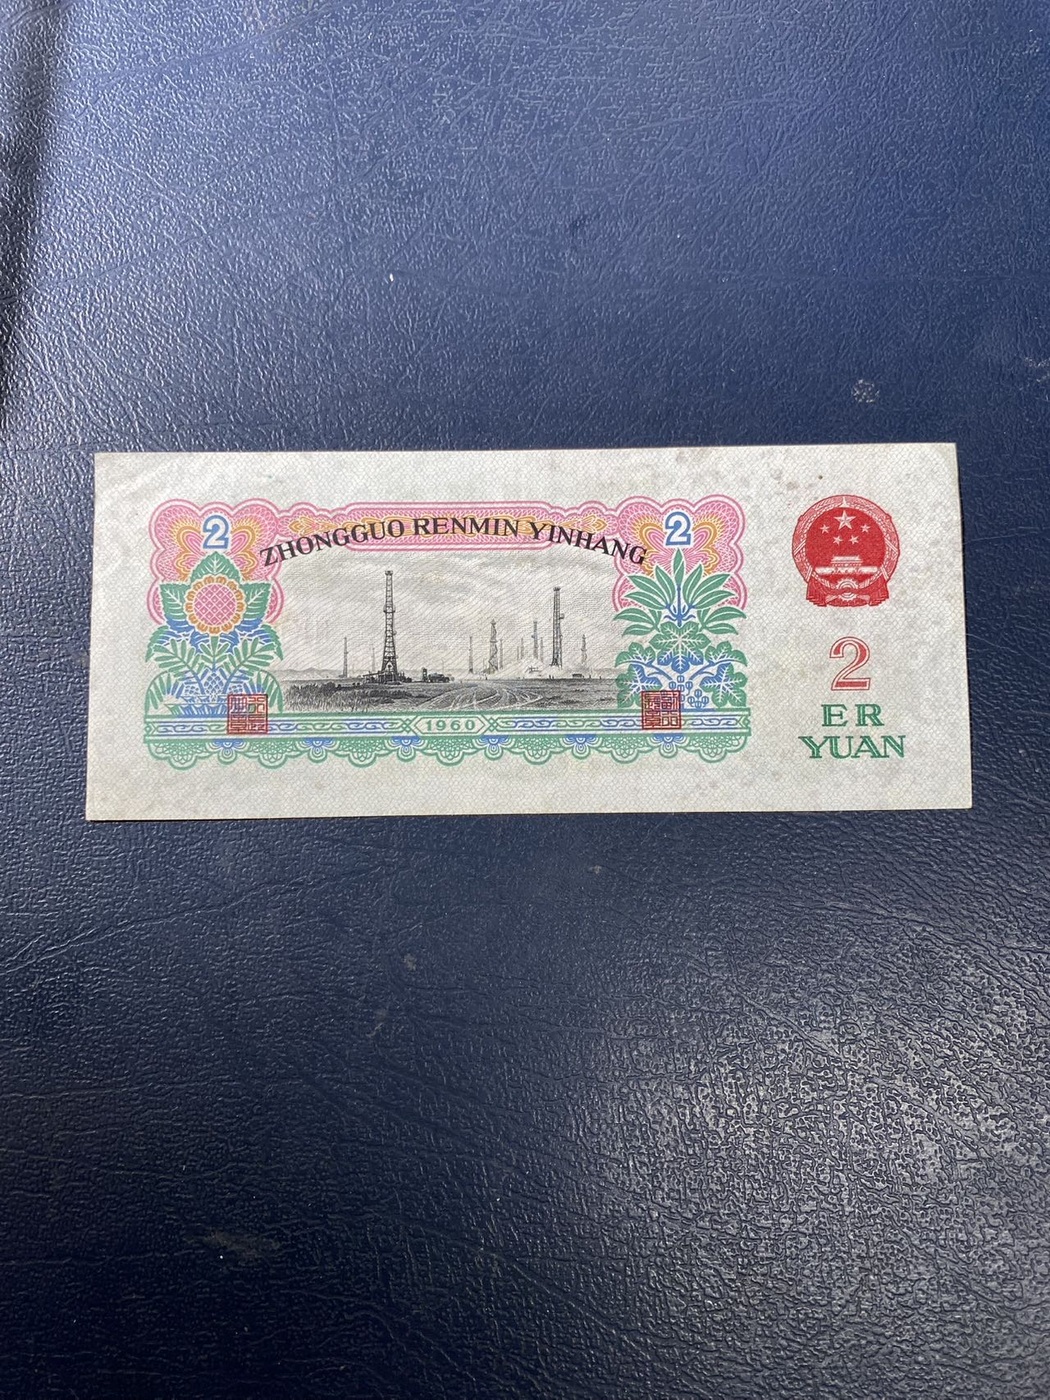 2
ZHONGGUO RENMIN YINHANG
2
1960
2
ER
YUAN